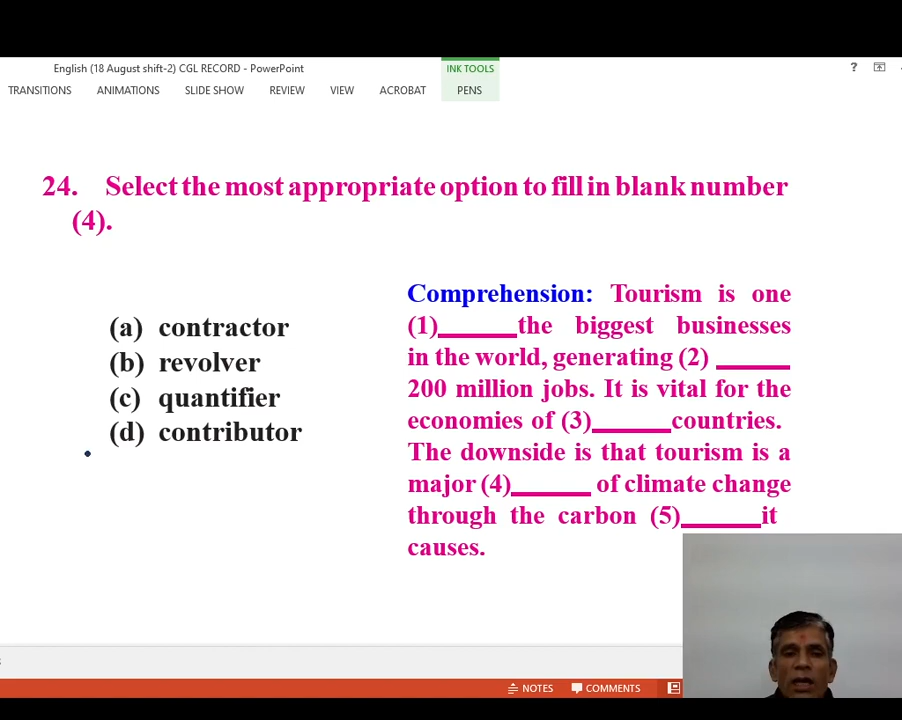 English (18 August shift-2) CGL RECORD - PowerPoint
INK TOOLS
?
TRANSITIONS ANIMATIONS SLIDE SHOW REVIEW VIEW ACROBAT PENS
24. Select the most appropriate option to fill in blank number
(4).
(a) contractor
(b) revolver
(c) quantifier
(d) contributor
Comprehension: Tourism is one
(1)______the biggest businesses
in the world, generating (2) ______
200 million jobs. It is vital for the
economies of (3)______countries.
The downside is that tourism is a
major (4)______ of climate change
through the carbon (5)______it
causes.
NOTES COMMENTS